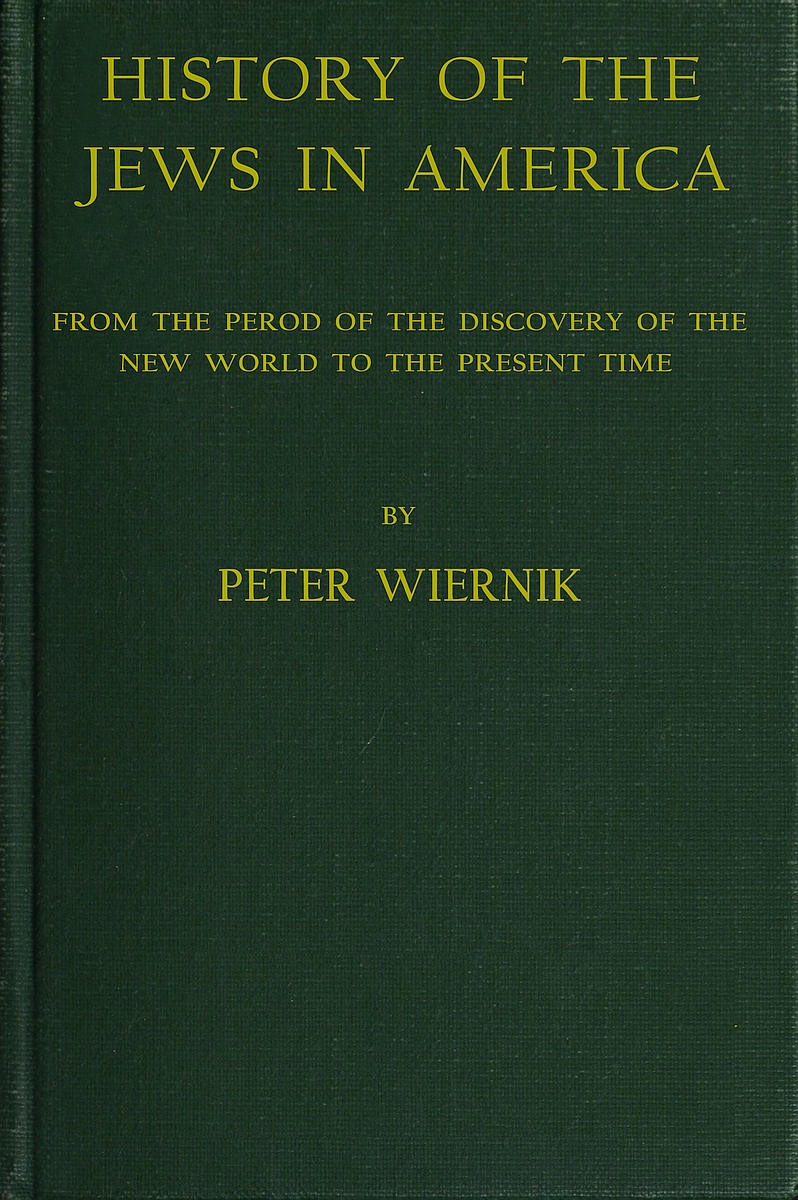 HISTORY OF THE
JEWS IN AMERICA
FROM THE PEROD OF THE DISCOVERY OF THE
NEW WORLD TO THE PRESENT TIME
BY
PETER WIERNIK